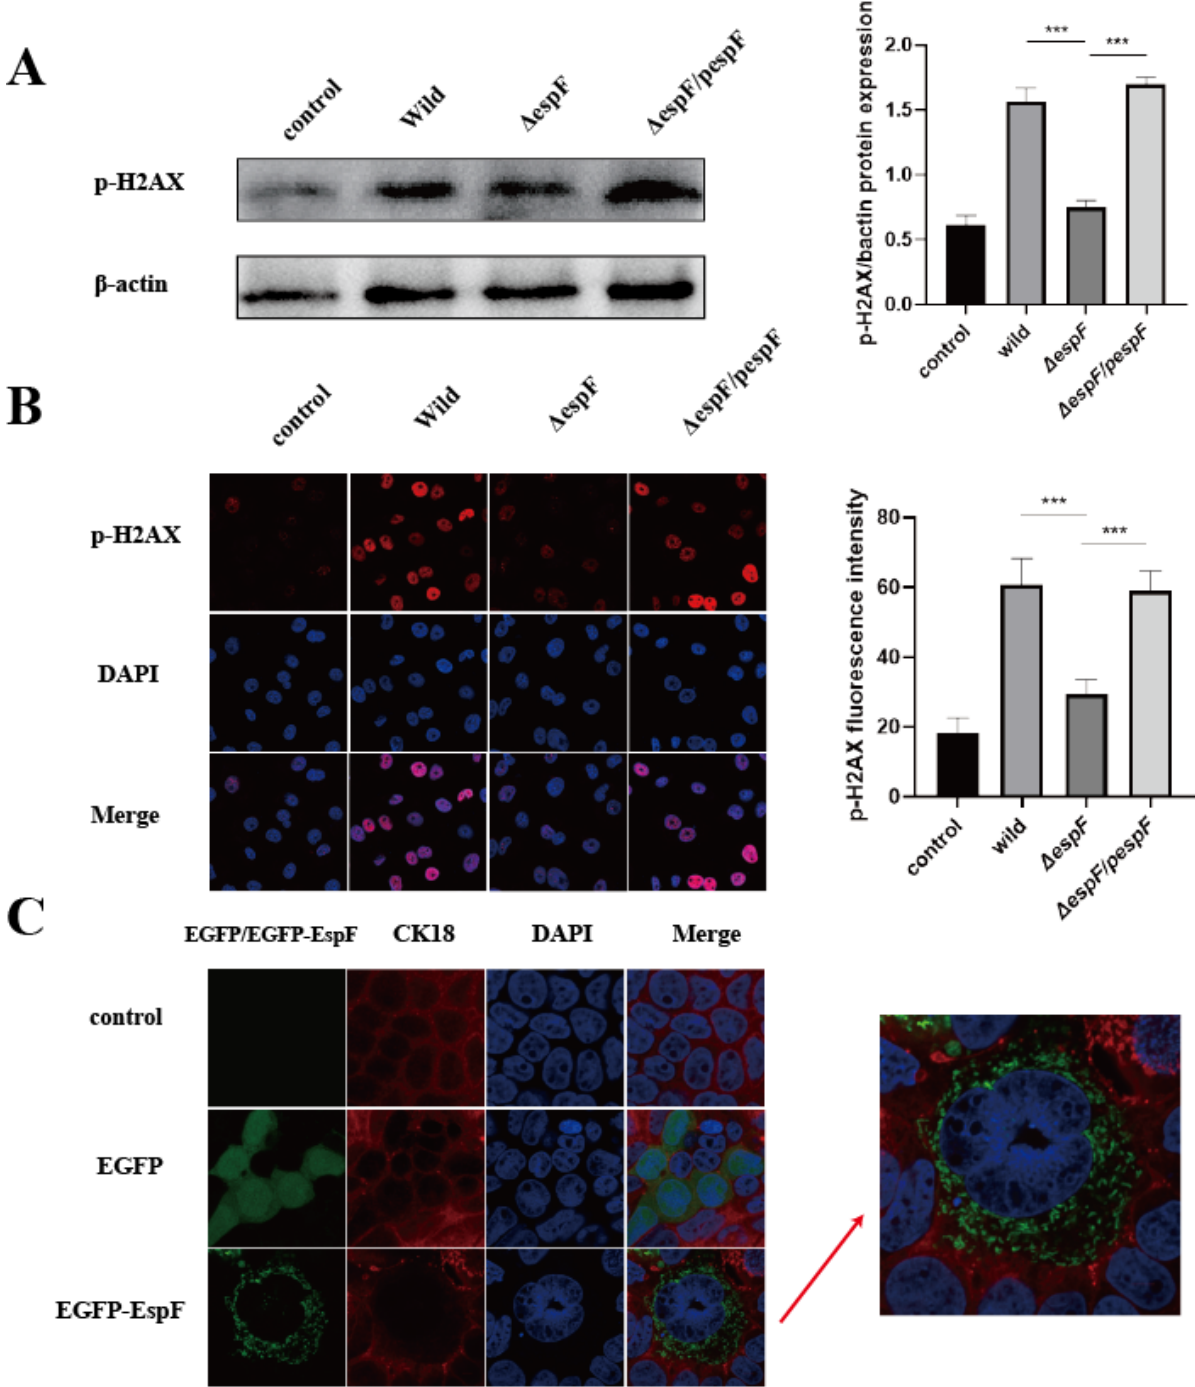 A
control
Wild
ΔespF
ΔespF/pespF
p-H2AX
β-actin
p-H2AX/bactin protein expression
2.0
1.5
1.0
0.5
0.0
***
***
control
wild
ΔespF
ΔespF/pespF
B
control
Wild
ΔespF
ΔespF/pespF
p-H2AX
DAPI
Merge
p-H2AX fluorescence intensity
80
60
40
20
0
***
***
control
wild
ΔespF
ΔespF/pespF
C
EGFP/EGFP-EspF
CK18
DAPI
Merge
control
EGFP
EGFP-EspF